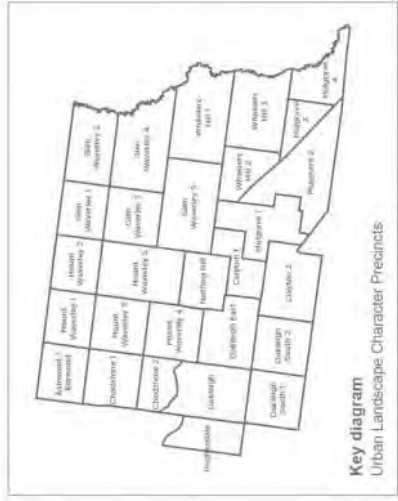 Ashwood /
Burwood
Mount
Waverley 1
Mount
Waverley 2
Glen
Waverley 1
Glen
Waverley 2
Chadstone 1
Mount
Waverley 3
Mount
Waverley 5
Glen
Waverley 3
Glen
Waverley 4
Chadstone 2
Mount
Waverley 4
Notting Hill
Glen
Waverley 5
Wheelers
Hill 1
Huntingdale
Oakleigh
Oakleigh East
Clayton 1
Mulgrave 1
Wheelers
Hill 2
Wheelers
Hill 3
Oakleigh
South 1
Oakleigh
South 2
Clayton 2
Mulgrave 2
Mulgrave
3
Mulgrave
4
Key diagram
Urban Landscape Character Precincts